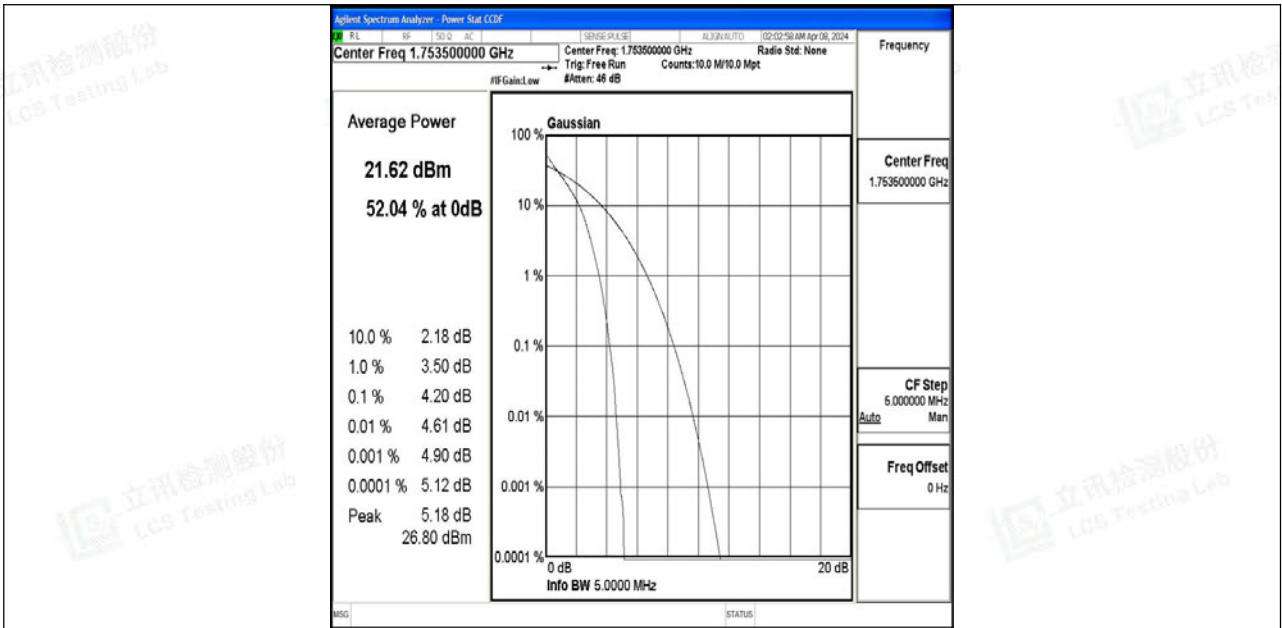 Agilent Spectrum Analyzer - Power Stat CCDF
RL RF 50 Ω AC SENSE:PULSE ALIGNAUTO 02:02:58 AM Apr 08, 2024
Center Freq 1.753500000 GHz
Center Freq: 1.753500000 GHz Radio Std: None
Trig: Free Run Counts:10.0 M/10.0 Mpt
#IFGain:Low #Atten: 46 dB
Frequency
Average Power
21.62 dBm
52.04 % at 0dB
10.0 % 2.18 dB
1.0 % 3.50 dB
0.1 % 4.20 dB
0.01 % 4.61 dB
0.001 % 4.90 dB
0.0001 % 5.12 dB
Peak 5.18 dB
26.80 dBm
Gaussian
100 %
10 %
1 %
0.1 %
0.01 %
0.001 %
0.0001 %
0 dB 20 dB
Info BW 5.0000 MHz
Center Freq
1.753500000 GHz
CF Step
5.000000 MHz
Auto Man
Freq Offset
0 Hz
MSG STATUS
立讯检测股份
LCS Testing Lab
立讯检
LCS Tes
立讯检测股份
LCS Testing Lab
立讯检测股份
LCS Testing Lab